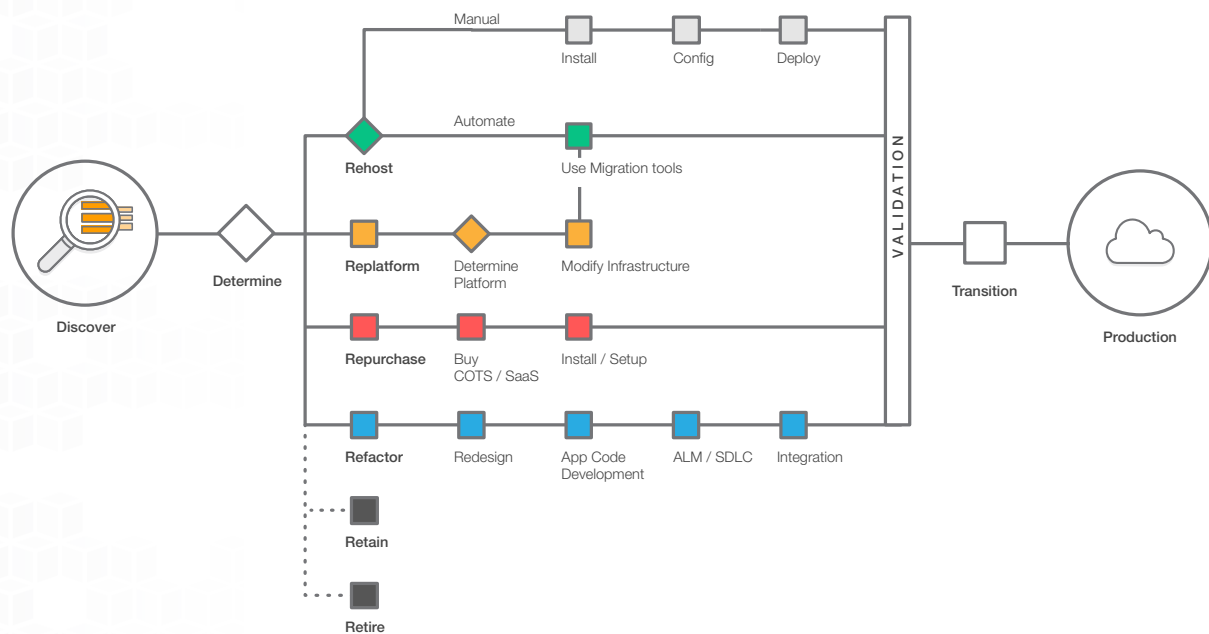 Manual
Install
Config
Deploy
Automate
Rehost
Use Migration tools
VALIDATION
Discover
Determine
Replatform
Determine
Platform
Modify Infrastructure
Transition
Production
Repurchase
Buy
COTS / SaaS
Install / Setup
Refactor
Redesign
App Code
Development
ALM / SDLC
Integration
Retain
Retire